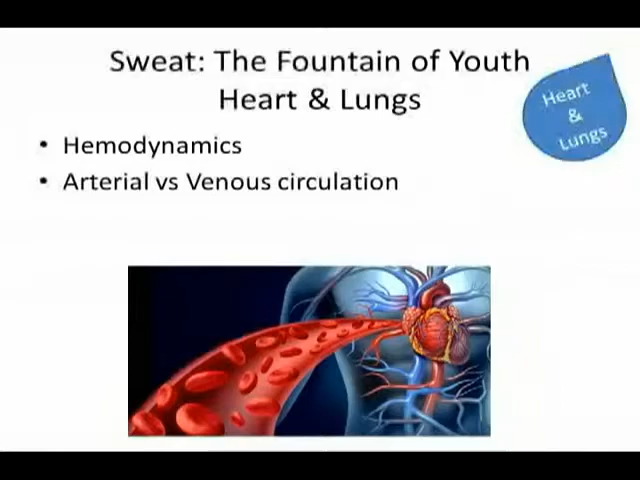 Sweat: The Fountain of Youth
Heart & Lungs
Heart
&
Lungs
• Hemodynamics
• Arterial vs Venous circulation